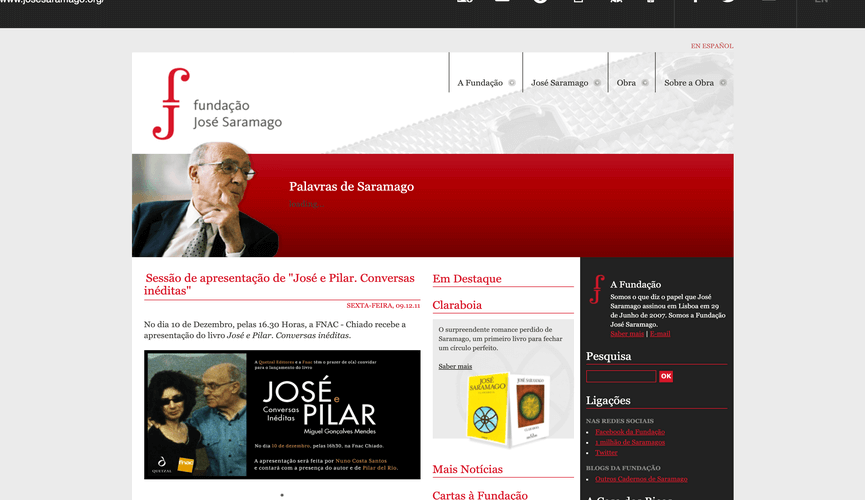 www.josesaramago.org/
EN
EN ESPAÑOL
fundação
José Saramago
A Fundação
José Saramago
Obra
Sobre a Obra
Palavras de Saramago
loading...
Sessão de apresentação de "José e Pilar. Conversas
inéditas"
SEXTA-FEIRA, 09.12.11
No dia 10 de Dezembro, pelas 16.30 Horas, a FNAC - Chiado recebe a
apresentação do livro José e Pilar. Conversas inéditas.
A Quetzal Editores e a Fnac têm o prazer de o(a) convidar
para o lançamento do livro
JOSÉ e
Conversas
Inéditas
PILAR
Miguel Gonçalves Mendes
No dia 10 de dezembro, pelas 16h30, na Fnac Chiado.
A apresentação será feita por Nuno Costa Santos
e contará com a presença do autor e de Pilar del Río.
QUETZAL
fnac
Em Destaque
Claraboia
O surpreendente romance perdido de
Saramago, um primeiro livro para fechar
um círculo perfeito.
Saber mais
JOSÉ
SARAMAGO
JOSÉ SARAMAGO
Mais Notícias
Cartas à Fundação
A Fundação
Somos o que diz o papel que José
Saramago assinou em Lisboa em 29
de Junho de 2007. Somos a Fundação
José Saramago.
Saber mais | E-mail
Pesquisa
OK
Ligações
NAS REDES SOCIAIS
Facebook da Fundação
1 milhão de Saramagos
Twitter
BLOGS DA FUNDAÇÃO
Outros Cadernos de Saramago
A Casa dos Bicos